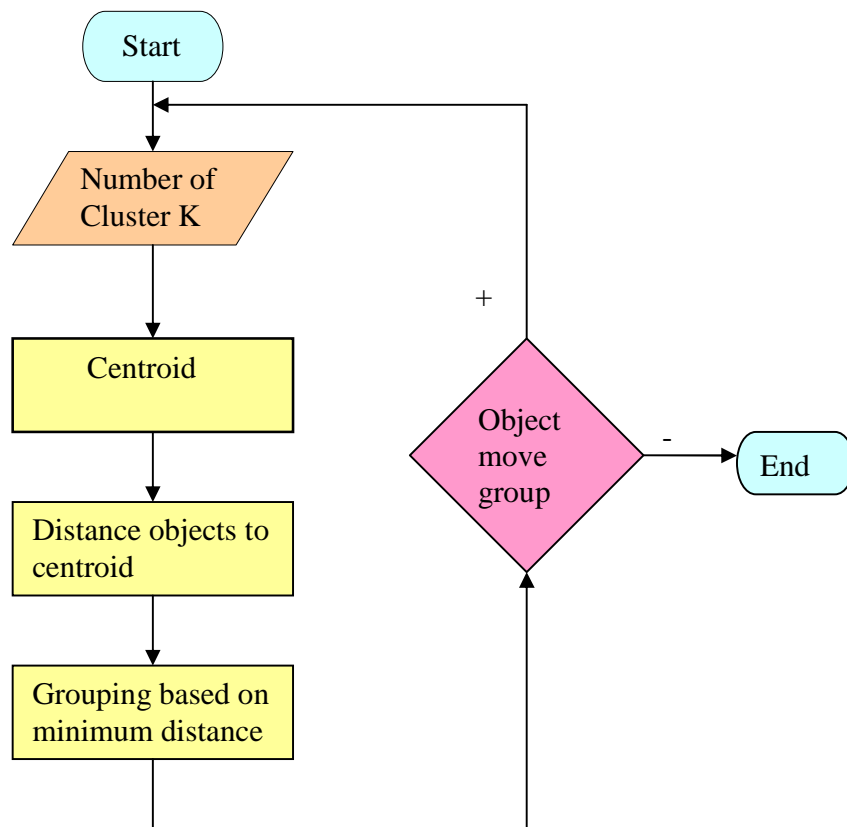 Start
Number of
Cluster K
+
Centroid
Object
move
group
-
End
Distance objects to
centroid
Grouping based on
minimum distance